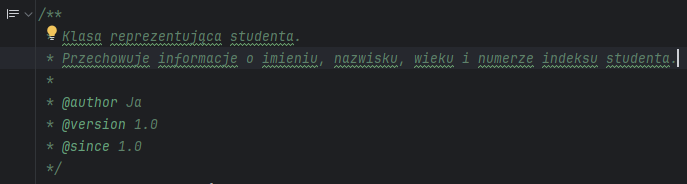 /**
Klasa reprezentująca studenta.
* Przechowuje informacje o imieniu, nazwisku, wieku i numerze indeksu studenta.
*
* @author Ja
* @version 1.0
* @since 1.0
*/